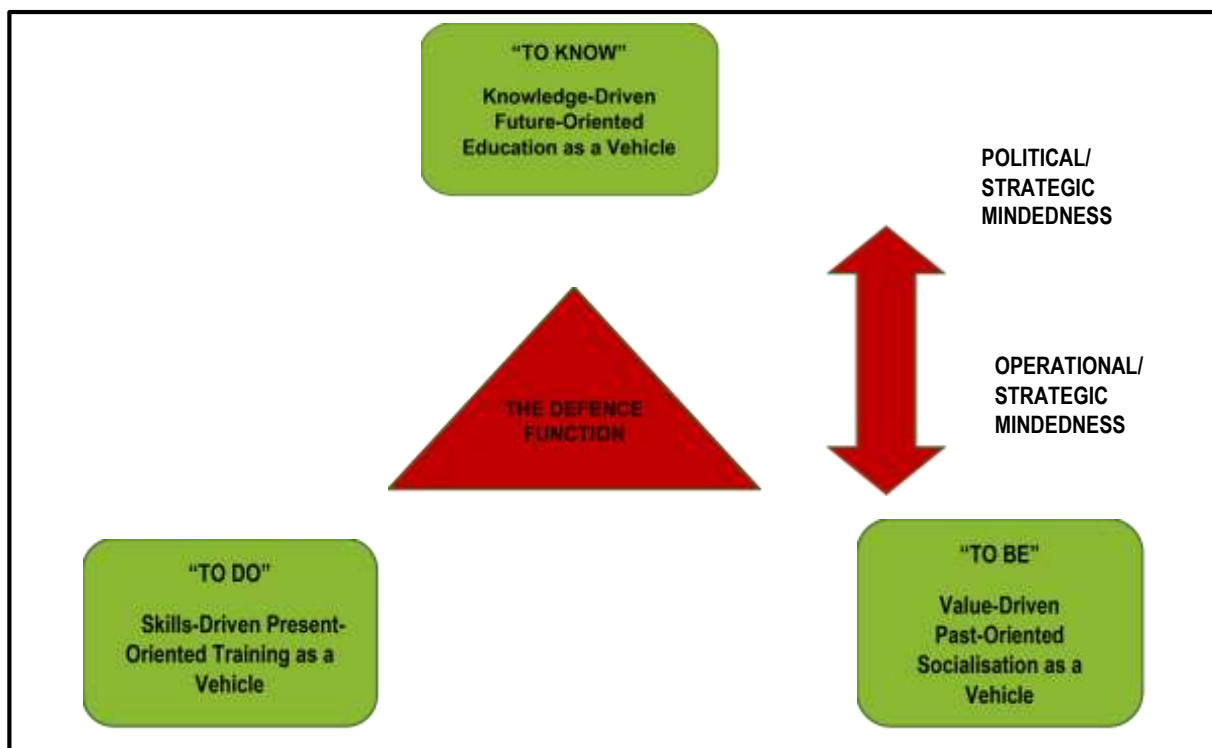 “TO KNOW”
Knowledge-Driven
Future-Oriented
Education as a Vehicle
POLITICAL/
STRATEGIC
MINDEDNESS
THE DEFENCE
FUNCTION
OPERATIONAL/
STRATEGIC
MINDEDNESS
“TO DO”
Skills-Driven Present-
Oriented Training as a
Vehicle
“TO BE”
Value-Driven
Past-Oriented
Socialisation as a
Vehicle